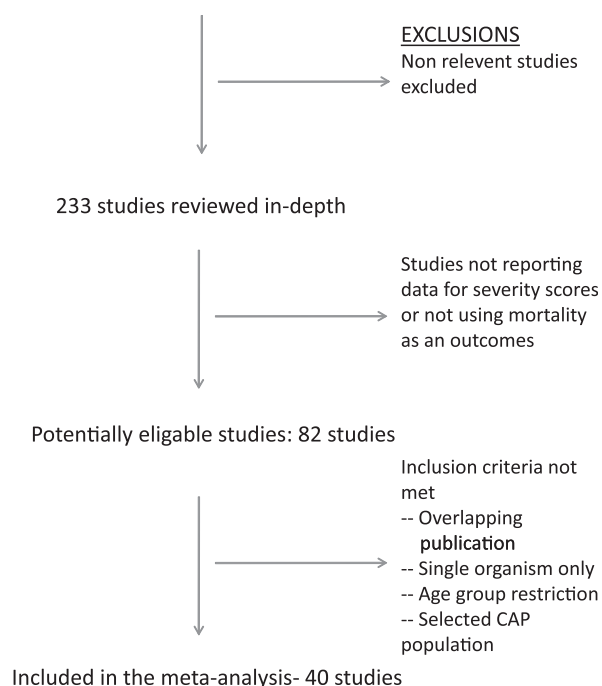 EXCLUSIONS
Non relevent studies
excluded
233 studies reviewed in-depth
Studies not reporting
data for severity scores
or not using mortality
as an outcomes
Potentially eligable studies: 82 studies
Inclusion criteria not
met
-- Overlapping
publication
-- Single organism only
-- Age group restriction
-- Selected CAP
population
Included in the meta-analysis- 40 studies